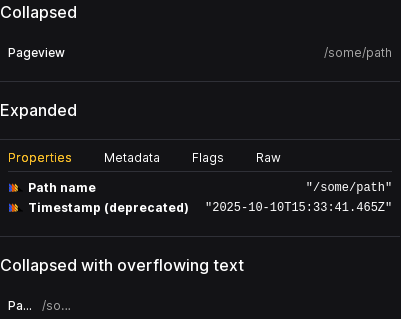 Collapsed
Pageview /some/path
Expanded
Properties Metadata Flags Raw
Path name "/some/path"
Timestamp (deprecated) "2025-10-10T15:33:41.465Z"
Collapsed with overflowing text
Pa... /so...